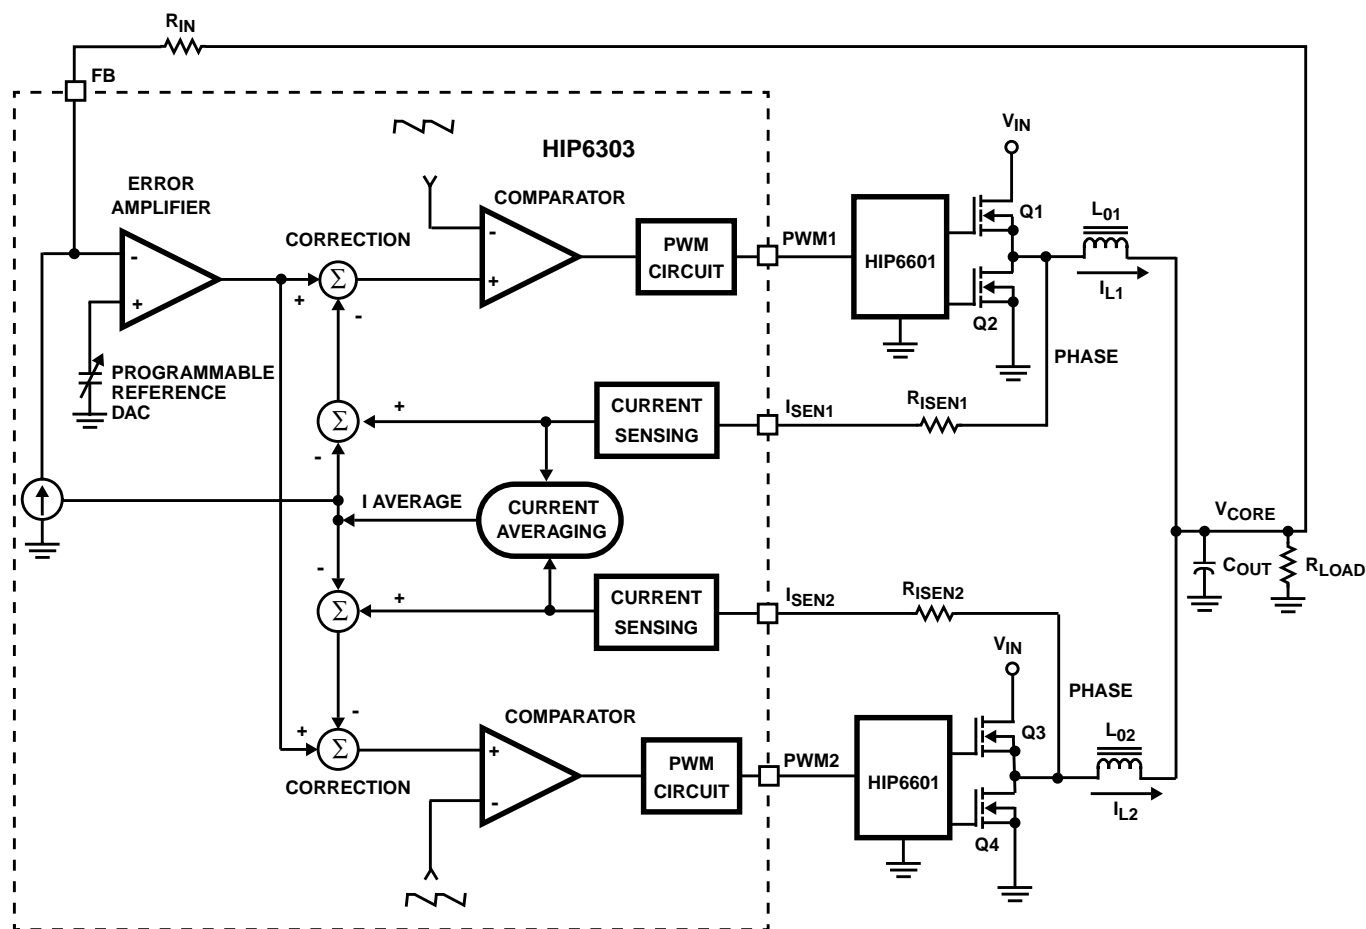 RIN
FB
HIP6303
ERROR
AMPLIFIER
-
+
PROGRAMMABLE
REFERENCE
DAC
CORRECTION
+
Σ
-
COMPARATOR
-
+
PWM
CIRCUIT
PWM1
HIP6601
VIN
Q1
Q2
L01
IL1
PHASE
Σ
+
-
CURRENT
SENSING
ISEN1
RISEN1
I AVERAGE
CURRENT
AVERAGING
VCORE
COUT
RLOAD
-
Σ
+
CURRENT
SENSING
ISEN2
RISEN2
VIN
PHASE
-
+
Σ
CORRECTION
COMPARATOR
+
-
PWM
CIRCUIT
PWM2
HIP6601
Q3
Q4
L02
IL2